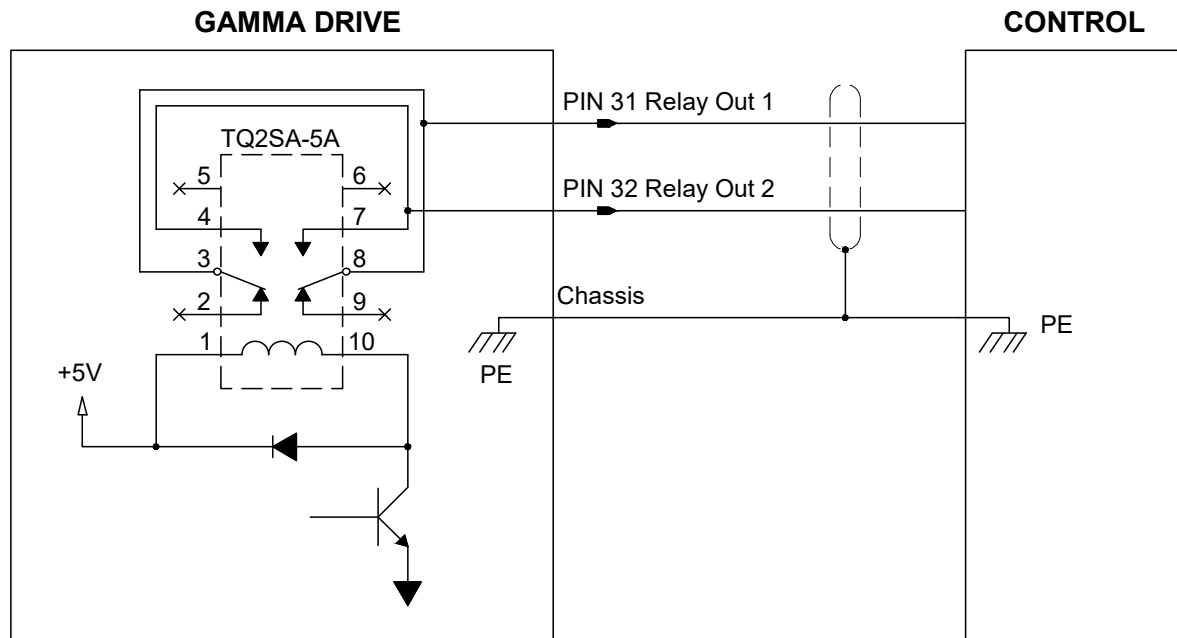 GAMMA DRIVE
CONTROL
PIN 31 Relay Out 1
TQ2SA-5A
5
6
PIN 32 Relay Out 2
4
7
3
8
Chassis
2
9
PE
1
10
PE
+5V